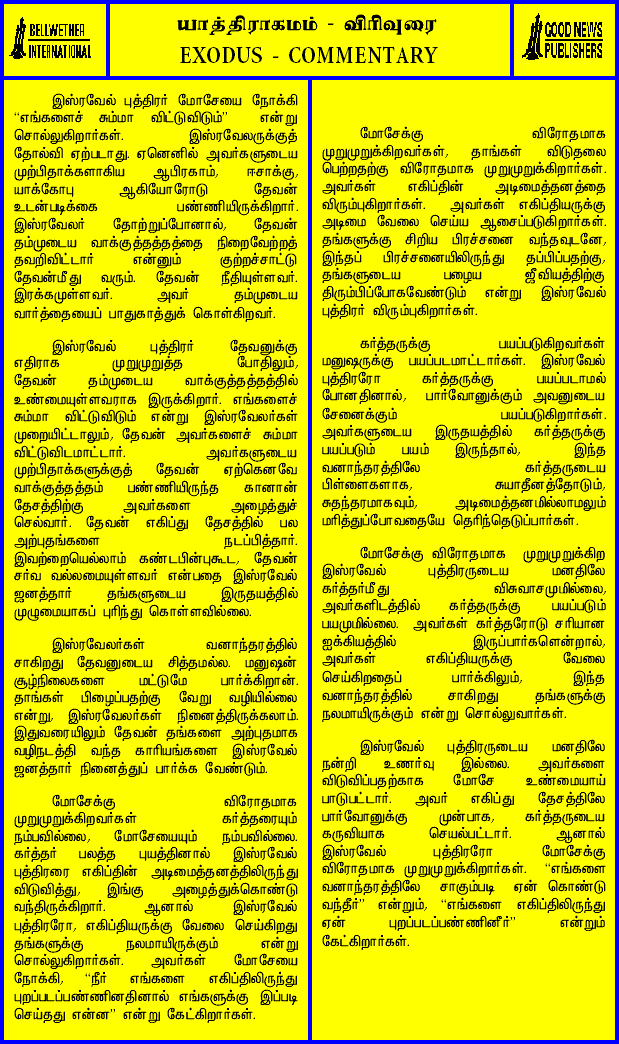 BELLWETHER
INTERNATIONAL
யாத்திராகமம் - விரிவுரை
EXODUS - COMMENTARY
GOOD NEWS
PUBLISHERS
இஸ்ரவேல் புத்திரர் மோசேயை நோக்கி
“எங்களைச் சும்மா விட்டுவிடும்” என்று
சொல்லுகிறார்கள். இஸ்ரவேலருக்குத்
தோல்வி ஏற்படாது. ஏனெனில் அவர்களுடைய
முற்பிதாக்களாகிய ஆபிரகாம், ஈசாக்கு,
யாக்கோபு ஆகியோரோடு தேவன்
உடன்படிக்கை பண்ணியிருக்கிறார்.
இஸ்ரவேலர் தோற்றுப்போனால், தேவன்
தம்முடைய வாக்குத்தத்தத்தை நிறைவேற்றத்
தவறிவிட்டார் என்னும் குற்றச்சாட்டு
தேவன்மீது வரும். தேவன் நீதியுள்ளவர்.
இரக்கமுள்ளவர். அவர் தம்முடைய
வார்த்தையைப் பாதுகாத்துக் கொள்கிறவர்.
இஸ்ரவேல் புத்திரர் தேவனுக்கு
எதிராக முறுமுறுத்த போதிலும்,
தேவன் தம்முடைய வாக்குத்தத்தத்தில்
உண்மையுள்ளவராக இருக்கிறார். எங்களைச்
சும்மா விட்டுவிடும் என்று இஸ்ரவேலர்கள்
முறையிட்டாலும், தேவன் அவர்களைச் சும்மா
விட்டுவிடமாட்டார். அவர்களுடைய
முற்பிதாக்களுக்குத் தேவன் ஏற்கெனவே
வாக்குத்தத்தம் பண்ணியிருந்த கானான்
தேசத்திற்கு அவர்களை அழைத்துச்
செல்வார். தேவன் எகிப்து தேசத்தில் பல
அற்புதங்களை நடப்பித்தார்.
இவற்றையெல்லாம் கண்டபின்புகூட, தேவன்
சர்வ வல்லமையுள்ளவர் என்பதை இஸ்ரவேல்
ஜனத்தார் தங்களுடைய இருதயத்தில்
முழுமையாகப் புரிந்து கொள்ளவில்லை.
இஸ்ரவேலர்கள் வனாந்தரத்தில்
சாகிறது தேவனுடைய சித்தமல்ல. மனுஷன்
சூழ்நிலைகளை மட்டுமே பார்க்கிறான்.
தாங்கள் பிழைப்பதற்கு வேறு வழியில்லை
என்று, இஸ்ரவேலர்கள் நினைத்திருக்கலாம்.
இதுவரையிலும் தேவன் தங்களை அற்புதமாக
வழிநடத்தி வந்த காரியங்களை இஸ்ரவேல்
ஜனத்தார் நினைத்துப் பார்க்க வேண்டும்.
மோசேக்கு விரோதமாக
முறுமுறுக்கிறவர்கள் கர்த்தரையும்
நம்பவில்லை, மோசேயையும் நம்பவில்லை.
கர்த்தர் பலத்த புயத்தினால் இஸ்ரவேல்
புத்திரரை எகிப்தின் அடிமைத்தனத்திலிருந்து
விடுவித்து, இங்கு அழைத்துக்கொண்டு
வந்திருக்கிறார். ஆனால் இஸ்ரவேல்
புத்திரரோ, எகிப்தியருக்கு வேலை செய்கிறது
தங்களுக்கு நலமாயிருக்கும் என்று
சொல்லுகிறார்கள். அவர்கள் மோசேயை
நோக்கி, “நீர் எங்களை எகிப்திலிருந்து
புறப்படப்பண்ணினதினால் எங்களுக்கு இப்படி
செய்தது என்ன” என்று கேட்கிறார்கள்.
மோசேக்கு விரோதமாக
முறுமுறுக்கிறவர்கள், தாங்கள் விடுதலை
பெற்றதற்கு விரோதமாக முறுமுறுக்கிறார்கள்.
அவர்கள் எகிப்தின் அடிமைத்தனத்தை
விரும்புகிறார்கள். அவர்கள் எகிப்தியருக்கு
அடிமை வேலை செய்ய ஆசைப்படுகிறார்கள்.
தங்களுக்கு சிறிய பிரச்சனை வந்தவுடனே,
இந்தப் பிரச்சனையிலிருந்து தப்பிப்பதற்கு,
தங்களுடைய பழைய ஜீவியத்திற்கு
திரும்பிப்போகவேண்டும் என்று இஸ்ரவேல்
புத்திரர் விரும்புகிறார்கள்.
கர்த்தருக்கு பயப்படுகிறவர்கள்
மனுஷருக்கு பயப்படமாட்டார்கள். இஸ்ரவேல்
புத்திரரோ கர்த்தருக்கு பயப்படாமல்
போனதினால், பார்வோனுக்கும் அவனுடைய
சேனைக்கும் பயப்படுகிறார்கள்.
அவர்களுடைய இருதயத்தில் கர்த்தருக்கு
பயப்படும் பயம் இருந்தால், இந்த
வனாந்தரத்திலே கர்த்தருடைய
பிள்ளைகளாக, சுயாதீனத்தோடும்,
சுதந்தரமாகவும், அடிமைத்தனமில்லாமலும்
மரித்துப்போவதையே தெரிந்தெடுப்பார்கள்.
மோசேக்கு விரோதமாக முறுமுறுக்கிற
இஸ்ரவேல் புத்திரருடைய மனதிலே
கர்த்தர்மீது விசுவாசமுமில்லை,
அவர்களிடத்தில் கர்த்தருக்கு பயப்படும்
பயமுமில்லை. அவர்கள் கர்த்தரோடு சரியான
ஐக்கியத்தில் இருப்பார்களென்றால்,
அவர்கள் எகிப்தியருக்கு வேலை
செய்கிறதைப் பார்க்கிலும், இந்த
வனாந்தரத்தில் சாகிறது தங்களுக்கு
நலமாயிருக்கும் என்று சொல்லுவார்கள்.
இஸ்ரவேல் புத்திரருடைய மனதிலே
நன்றி உணர்வு இல்லை. அவர்களை
விடுவிப்பதற்காக மோசே உண்மையாய்
பாடுபட்டார். அவர் எகிப்து தேசத்திலே
பார்வோனுக்கு முன்பாக, கர்த்தருடைய
கருவியாக செயல்பட்டார். ஆனால்
இஸ்ரவேல் புத்திரரோ மோசேக்கு
விரோதமாக முறுமுறுக்கிறார்கள். “எங்களை
வனாந்தரத்திலே சாகும்படி ஏன் கொண்டு
வந்தீர்” என்றும், “எங்களை எகிப்திலிருந்து
ஏன் புறப்படப்பண்ணினீர்” என்றும்
கேட்கிறார்கள்.